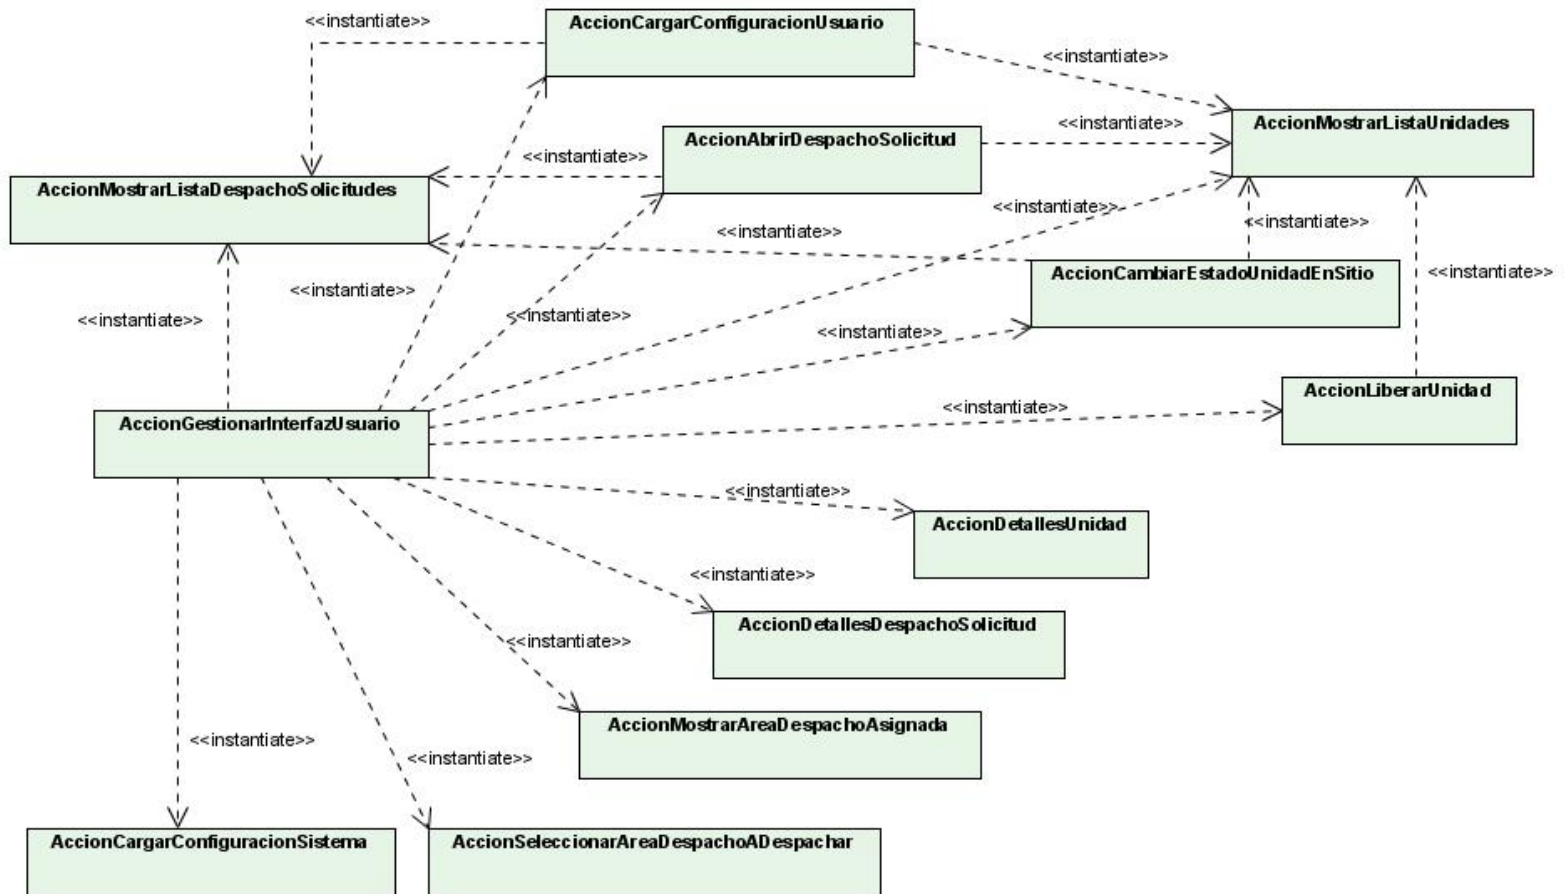 <<instantiate>>
AccionCargarConfiguracionUsuario
<<instantiate>>
AccionMostrarListaUnidades
<<instantiate>>
AccionAbrirDespachoSolicitud
<<instantiate>>
AccionMostrarListaDespachoSolicitudes
<<instantiate>>
<<instantiate>>
<<instantiate>>
AccionCambiarEstadoUnidadEnSitio
<<instantiate>>
<<instantiate>>
<<instantiate>>
<<instantiate>>
<<instantiate>>
AccionLiberarUnidad
<<instantiate>>
AccionGestionarInterfazUsuario
<<instantiate>>
AccionDetallesUnidad
<<instantiate>>
AccionDetallesDespachoSolicitud
<<instantiate>>
AccionMostrarAreaDespachoAsignada
<<instantiate>>
<<instantiate>>
AccionCargarConfiguracionSistema
AccionSeleccionarAreaDespachoADespachar